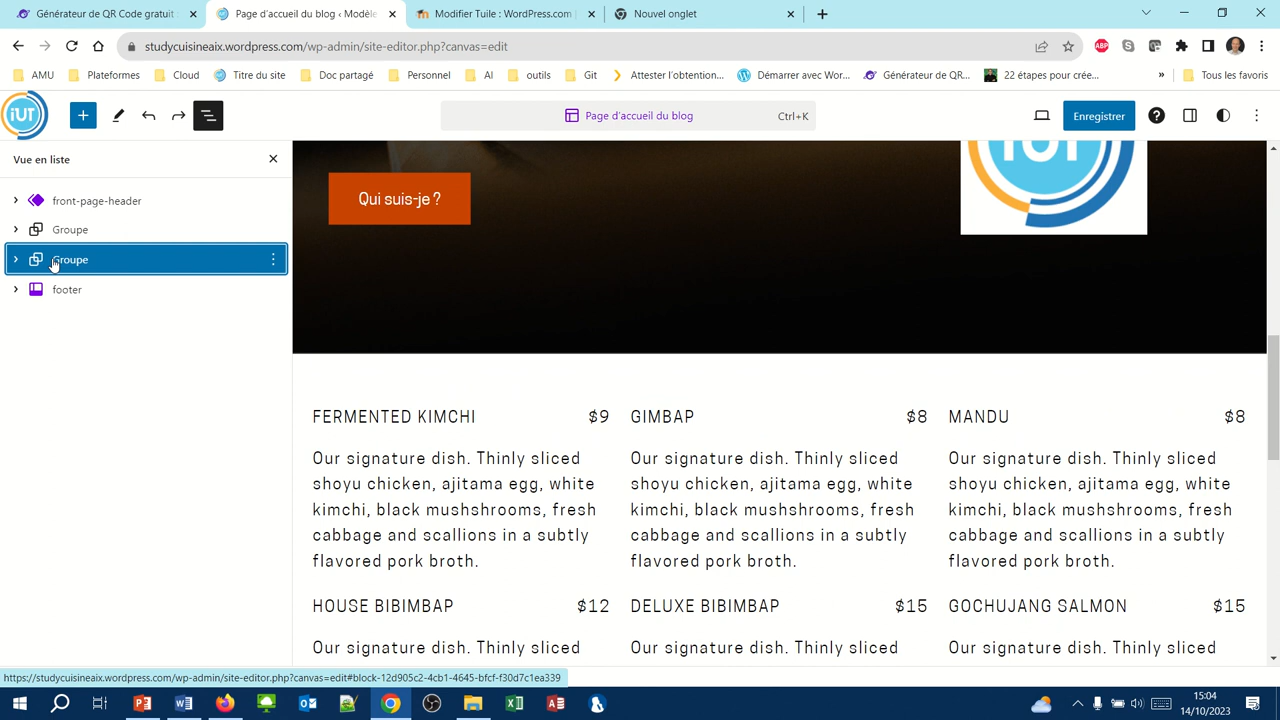 Générateur de QR Code gratuit :
Page d'accueil du blog ‹ Modèle
Modifier Tuile : WordPress.com |
Nouvel onglet
studycuisineaix.wordpress.com/wp-admin/site-editor.php?canvas=edit
ABP
AMU
Plateformes
Cloud
Titre du site
Doc partagé
Personnel
AI
outils
Git
Attester l'obtention...
Démarrer avec Wor...
Générateur de QR...
22 étapes pour crée...
»
Tous les favoris
iUT
Page d'accueil du blog
Ctrl+K
Enregistrer
Vue en liste
front-page-header
Groupe
Groupe
footer
Qui suis-je ?
iUT
FERMENTED KIMCHI $9 GIMBAP $8 MANDU $8
Our signature dish. Thinly sliced Our signature dish. Thinly sliced Our signature dish. Thinly sliced
shoyu chicken, ajitama egg, white shoyu chicken, ajitama egg, white shoyu chicken, ajitama egg, white
kimchi, black mushshrooms, fresh kimchi, black mushshrooms, fresh kimchi, black mushshrooms, fresh
cabbage and scallions in a subtly cabbage and scallions in a subtly cabbage and scallions in a subtly
flavored pork broth. flavored pork broth. flavored pork broth.
HOUSE BIBIMBAP $12 DELUXE BIBIMBAP $15 GOCHUJANG SALMON $15
Our signature dish. Thinly sliced Our signature dish. Thinly sliced Our signature dish. Thinly sliced
https://studycuisineaix.wordpress.com/wp-admin/site-editor.php?canvas=edit#block-12d905c2-4cb1-4645-bfcf-f30d7c1ea339
15:04
14/10/2023